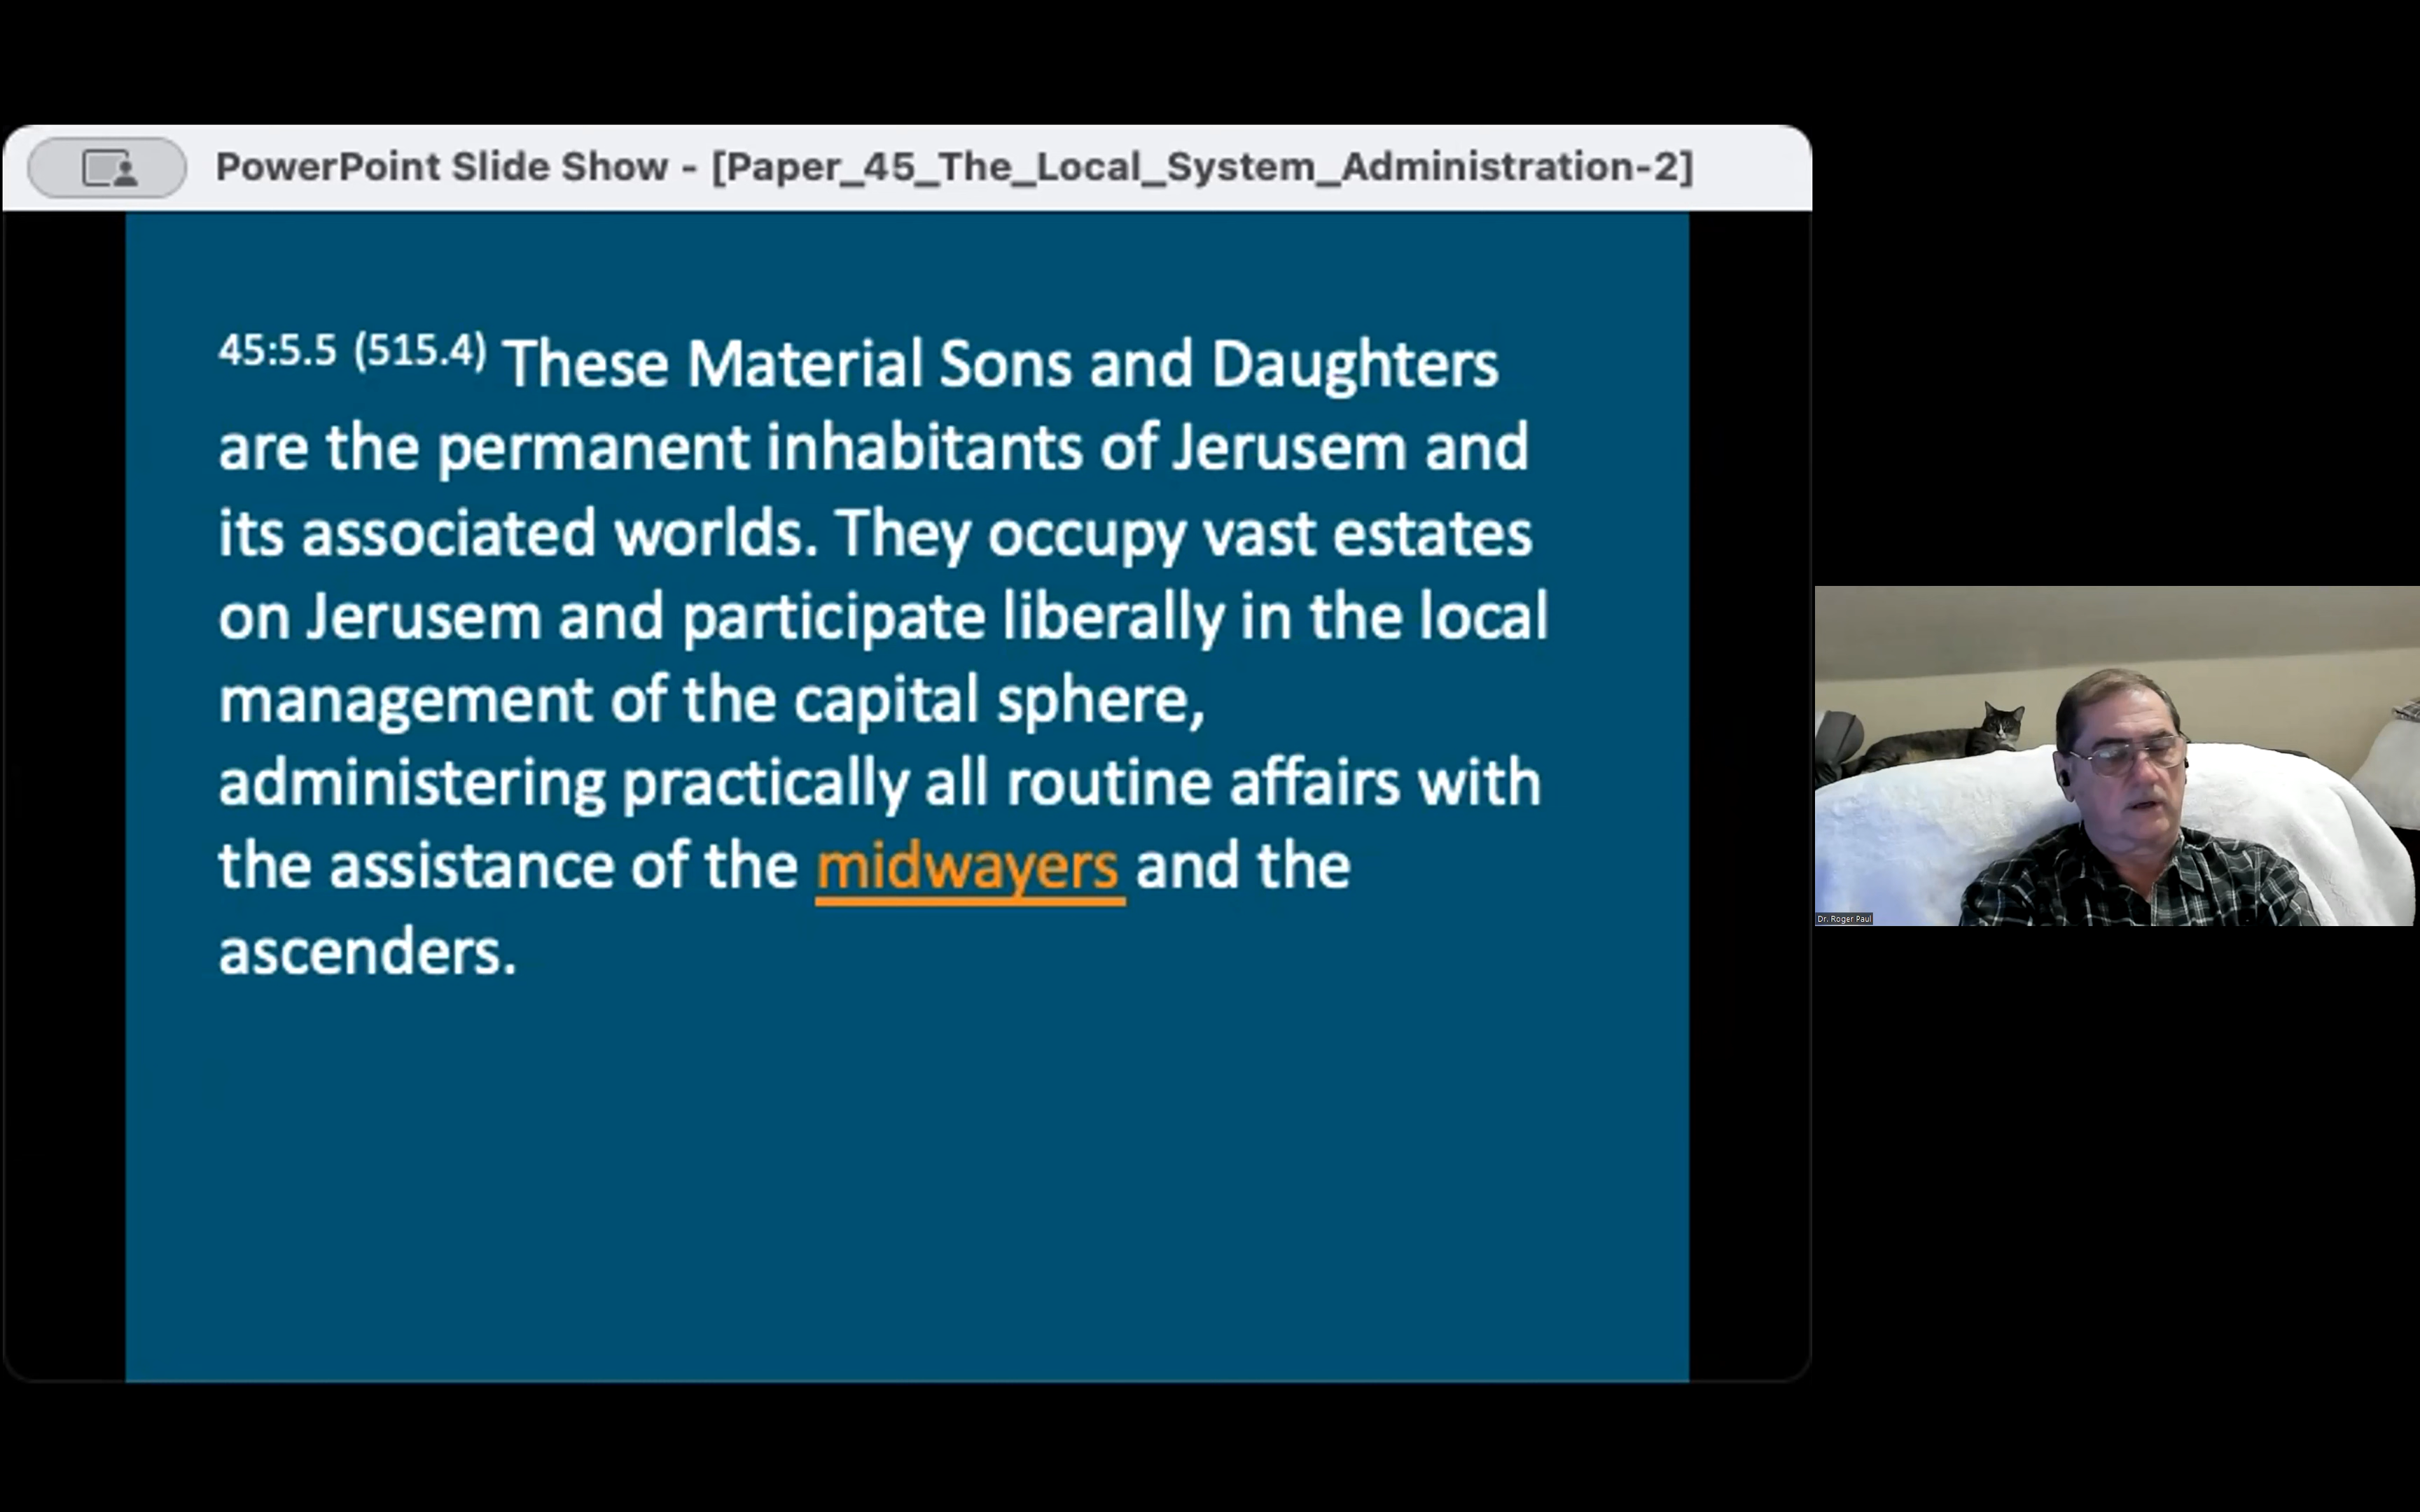 PowerPoint Slide Show - [Paper_45_The_Local_System_Administration-2]
45:5.5 (515.4) These Material Sons and Daughters
are the permanent inhabitants of Jerusem and
its associated worlds. They occupy vast estates
on Jerusem and participate liberally in the local
management of the capital sphere,
administering practically all routine affairs with
the assistance of the midwayers and the
ascenders.
Dr. Roger Paul